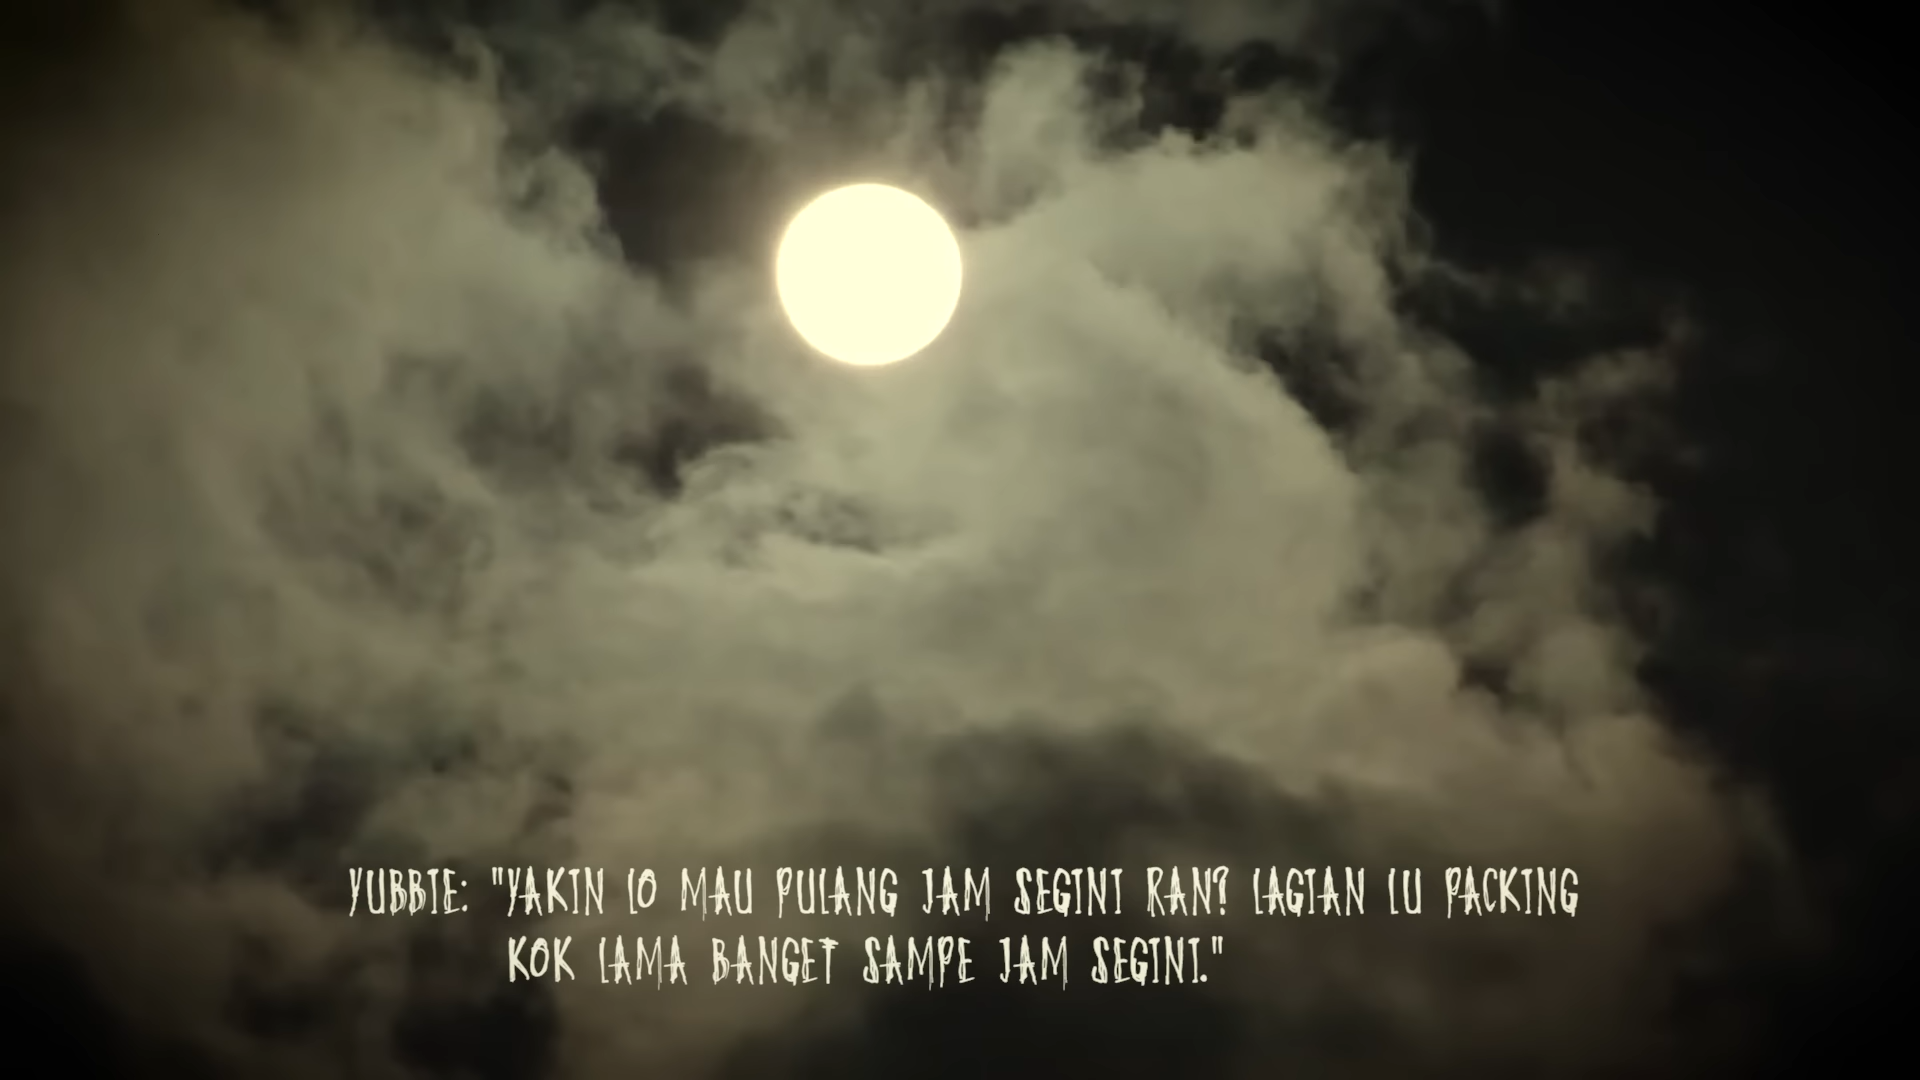 YUBBIE: "YAKIN LO MAU PULANG JAM SEGINI RAN? LAGIAN LU PACKING
KOK LAMA BANGET SAMPE JAM SEGINI."